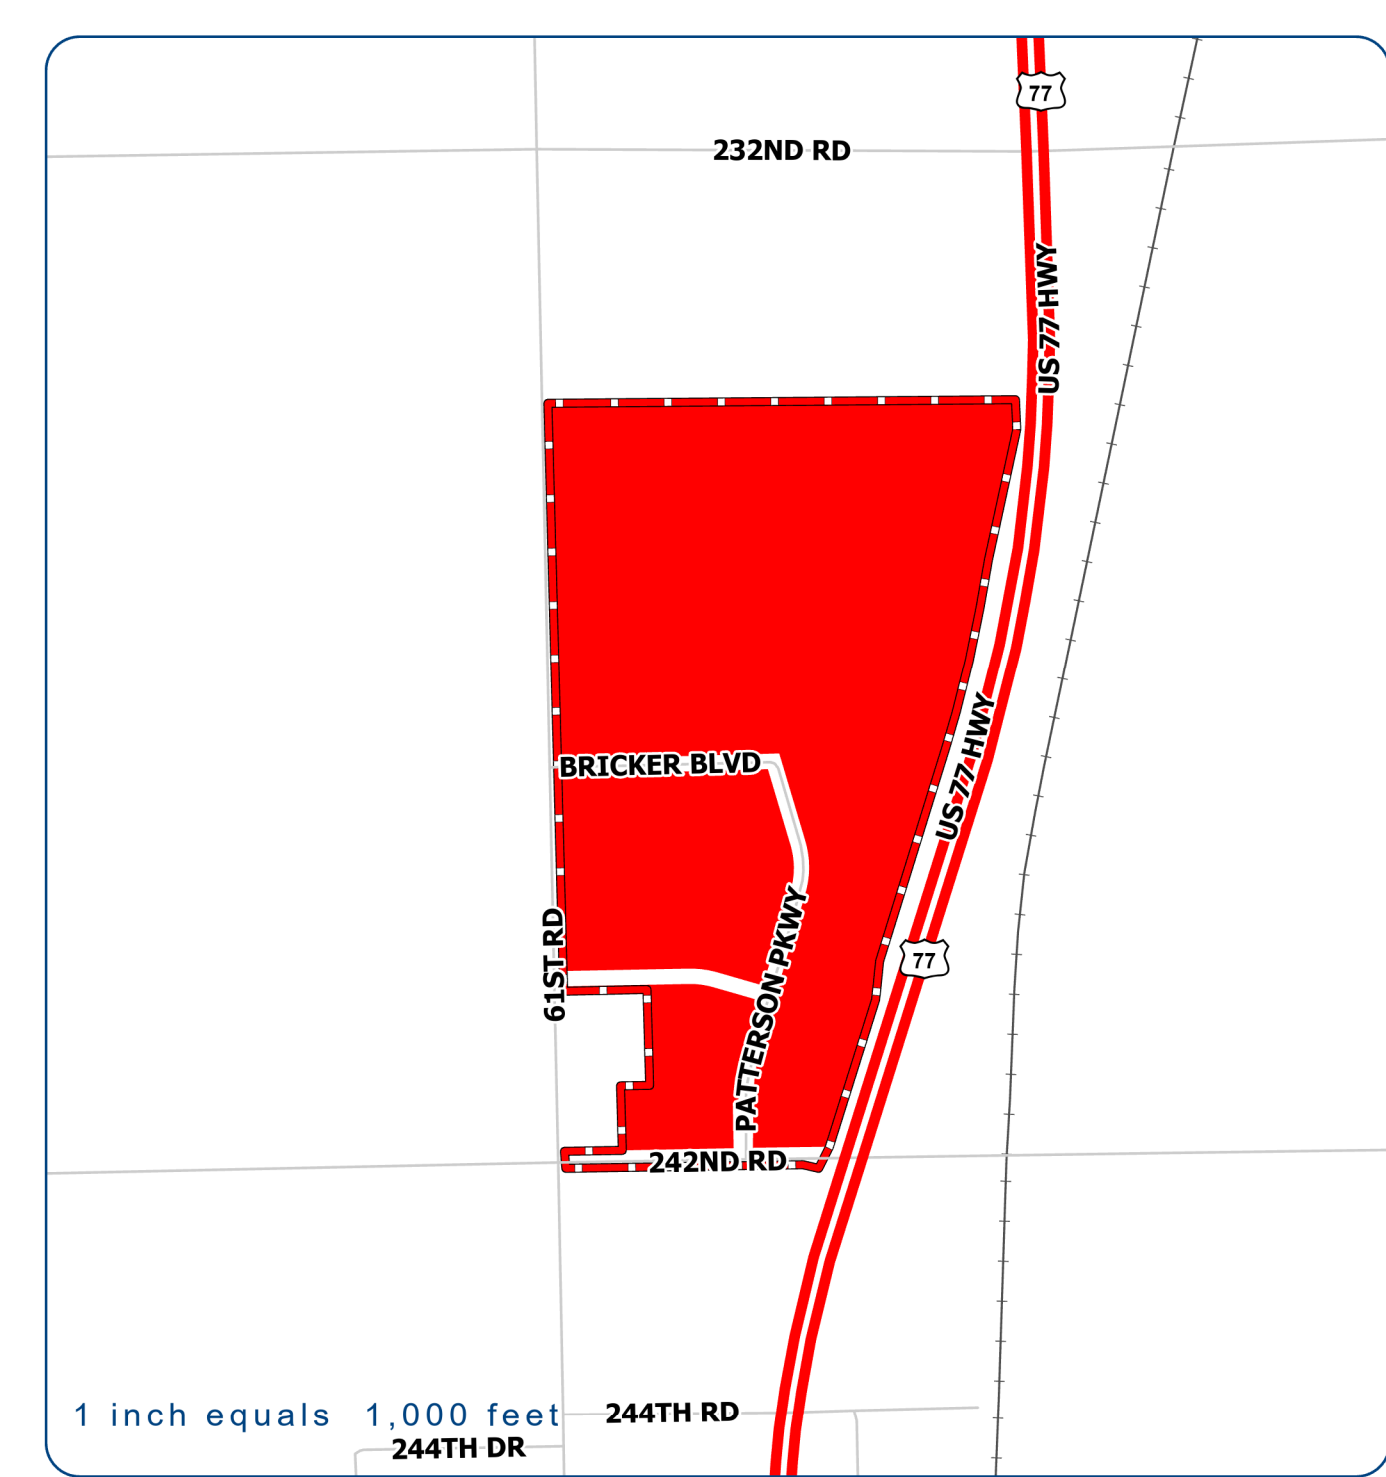 77
232ND RD
US 77 HWY
US 77 HWY
BRICKER BLVD
PATTERSON PKWY
61ST RD
77
242ND RD
1 inch equals 1,000 feet
244TH RD
244TH DR